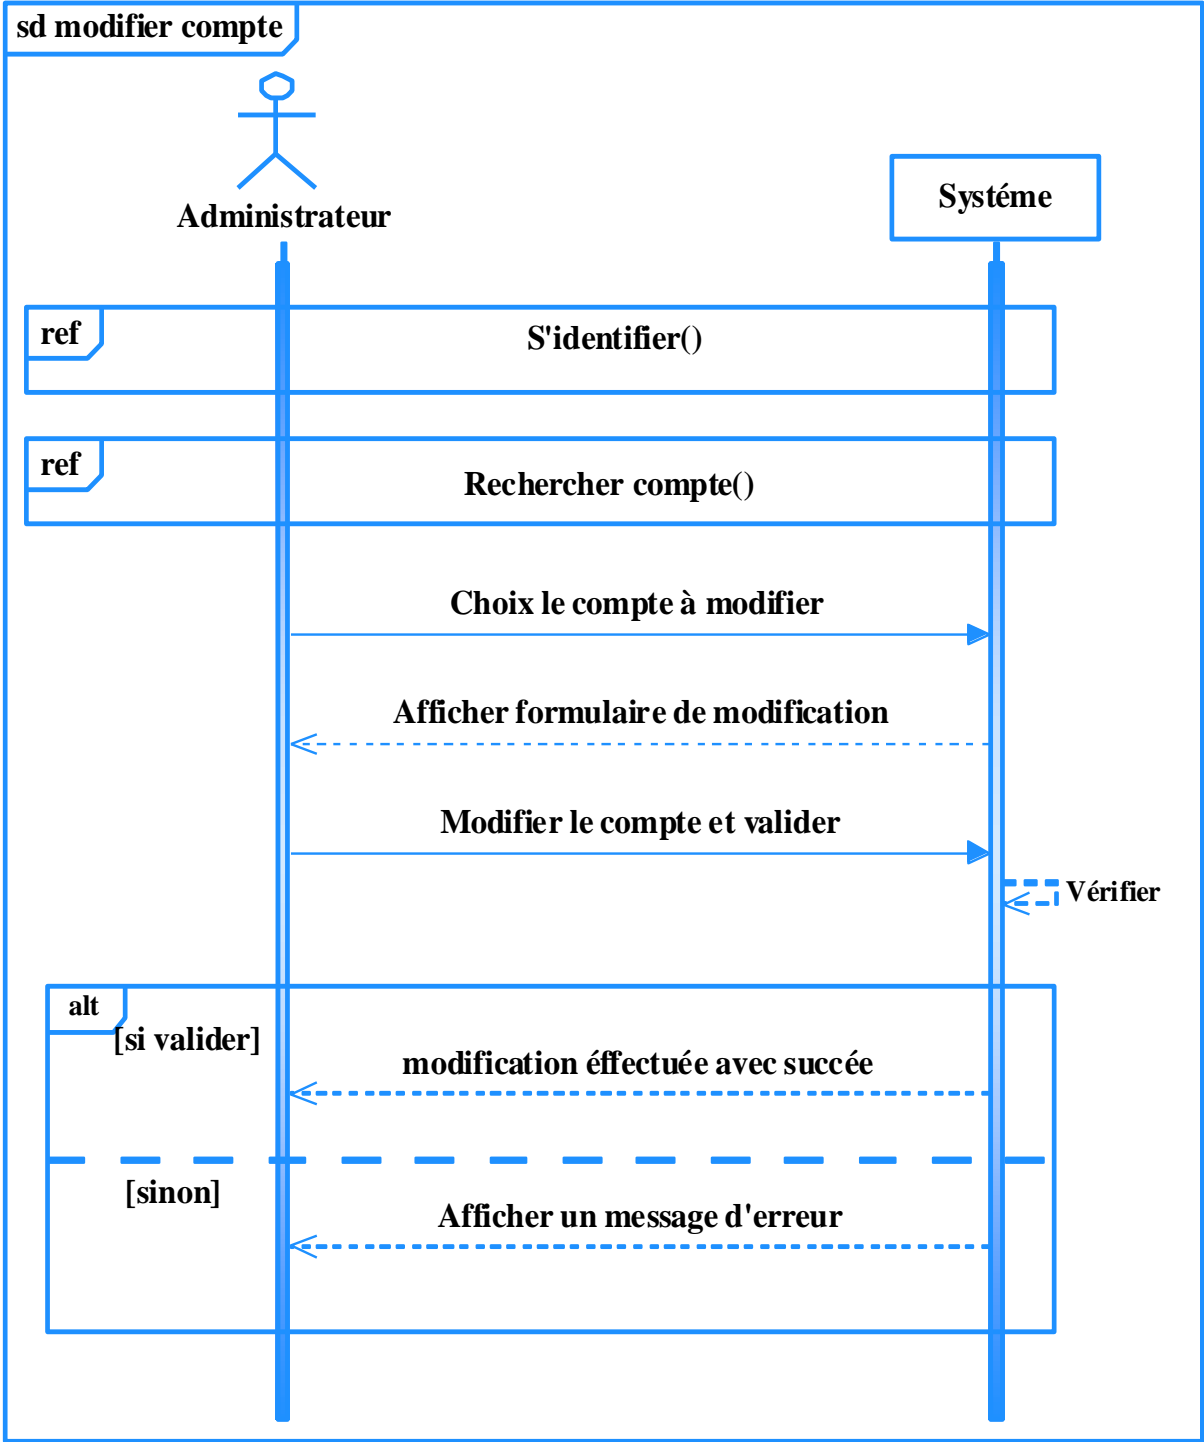 sd modifier compte
Administrateur
Systéme
ref
S'identifier()
ref
Rechercher compte()
Choix le compte à modifier
Afficher formulaire de modification
Modifier le compte et valider
Vérifier
alt
[si valider]
modification éffectuée avec succée
[sinon]
Afficher un message d'erreur